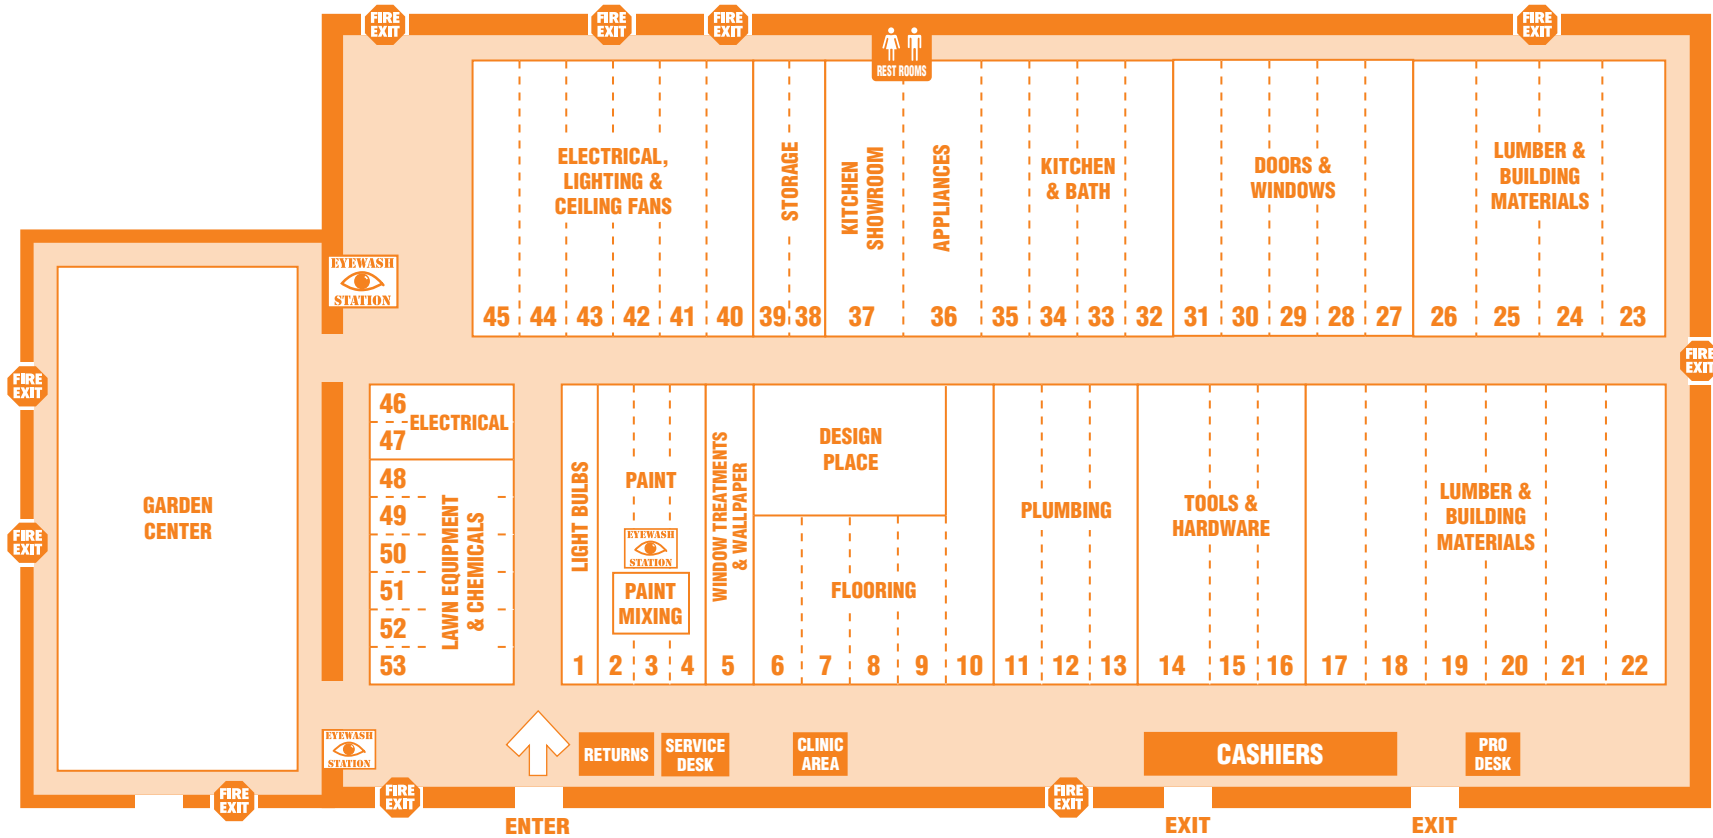 FIRE
EXIT
FIRE
EXIT
FIRE
EXIT
FIRE
EXIT
REST ROOMS
ELECTRICAL,
LIGHTING &
CEILING FANS
STORAGE
KITCHEN
SHOWROOM
APPLIANCES
KITCHEN
& BATH
DOORS &
WINDOWS
LUMBER &
BUILDING
MATERIALS
EYEWASH
STATION
45 44 43 42 41 40 39 38 37 36 35 34 33 32 31 30 29 28 27 26 25 24 23
FIRE
EXIT
FIRE
EXIT
FIRE
EXIT
GARDEN
CENTER
46
47
ELECTRICAL
48
49
50
51
52
53
LAWN EQUIPMENT
& CHEMICALS
LIGHT BULBS
PAINT
EYEWASH
STATION
PAINT
MIXING
WINDOW TREATMENTS
& WALLPAPER
DESIGN
PLACE
FLOORING
PLUMBING
TOOLS &
HARDWARE
LUMBER &
BUILDING
MATERIALS
1 2 3 4 5 6 7 8 9 10 11 12 13 14 15 16 17 18 19 20 21 22
EYEWASH
STATION
RETURNS
SERVICE
DESK
CLINIC
AREA
CASHIERS
PRO
DESK
FIRE
EXIT
FIRE
EXIT
FIRE
EXIT
ENTER
EXIT
EXIT